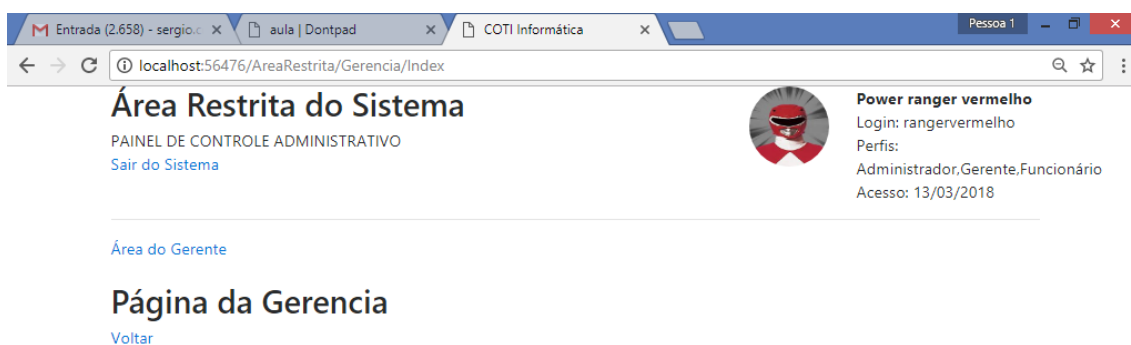 Entrada (2.658) - sergio.c
aula | Dontpad
COTI Informática
Pessoa 1
localhost:56476/AreaRestrita/Gerencia/Index
Área Restrita do Sistema
PAINEL DE CONTROLE ADMINISTRATIVO
Sair do Sistema
Power ranger vermelho
Login: rangervermelho
Perfis:
Administrador,Gerente,Funcionário
Acesso: 13/03/2018
Área do Gerente
Página da Gerencia
Voltar